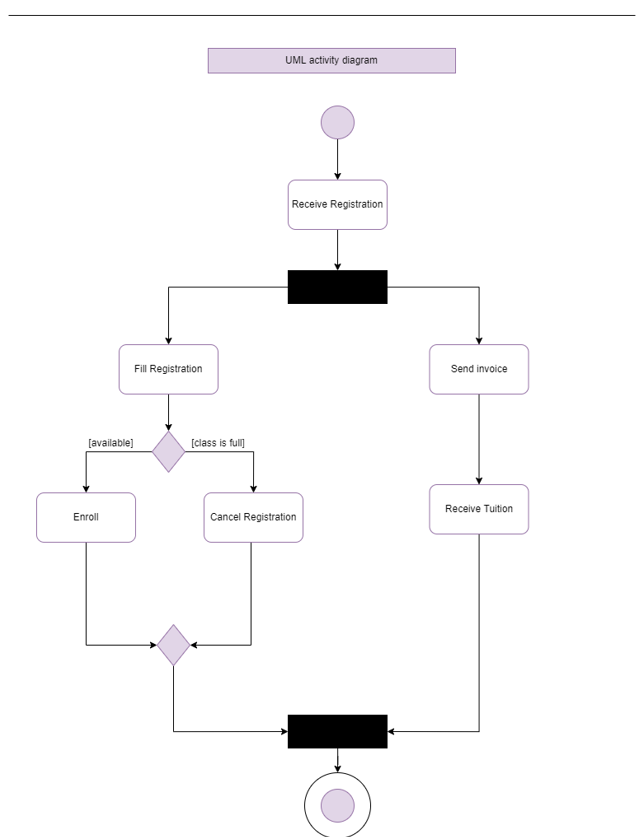 UML activity diagram
Receive Registration
Fill Registration
Send invoice
[available]
[class is full]
Enroll
Cancel Registration
Receive Tuition